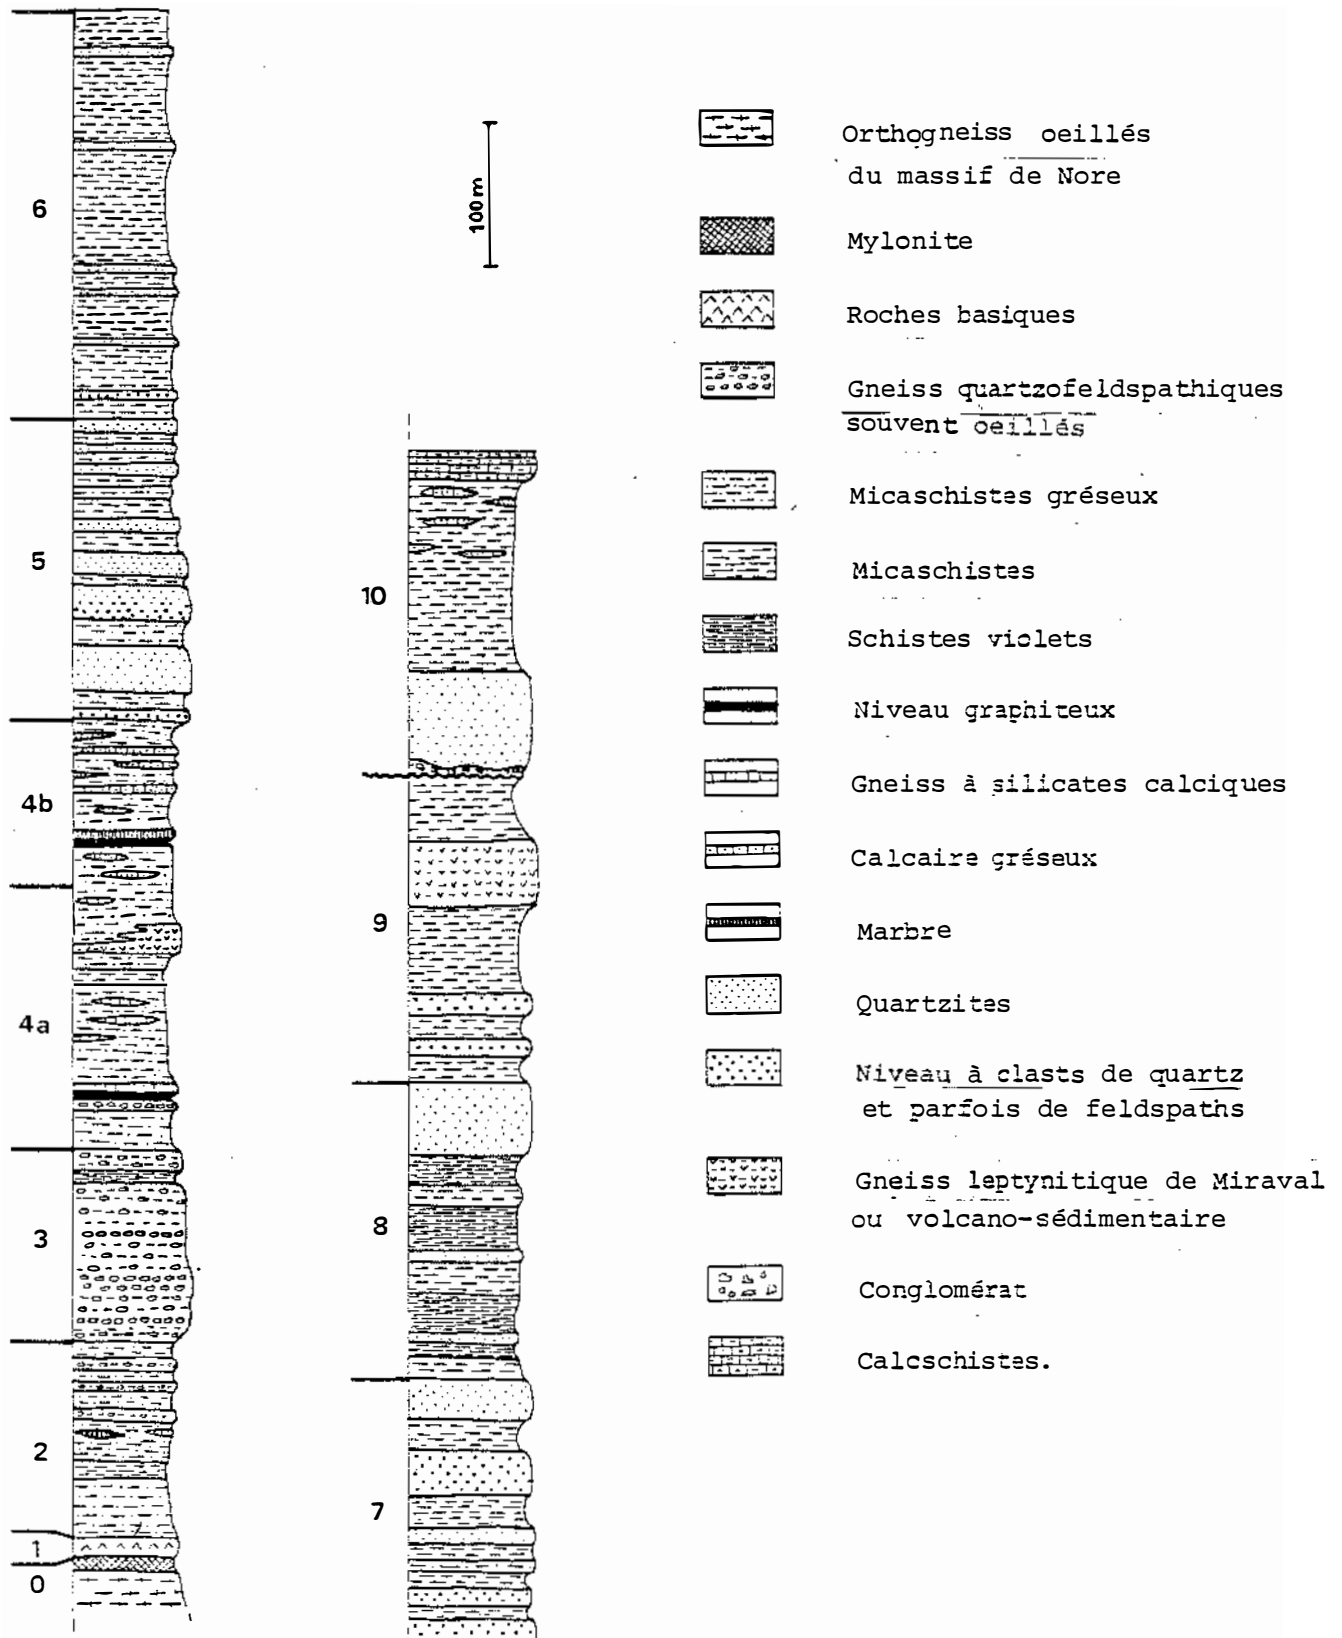 6
5
4b
4a
3
2
1
0
100m
10
9
8
7
Orthogneiss oeillés
du massif de Nore
Mylonite
Roches basiques
Gneiss quartzofeldspathiques
souvent oeillés
Micaschistes gréseux
Micaschistes
Schistes violets
Niveau graphiteux
Gneiss à silicates calciques
Calcaire gréseux
Marbre
Quartzites
Niveau à clasts de quartz
et parfois de feldspaths
Gneiss leptynitique de Miraval
ou volcano-sédimentaire
Conglomérat
Calcschistes.